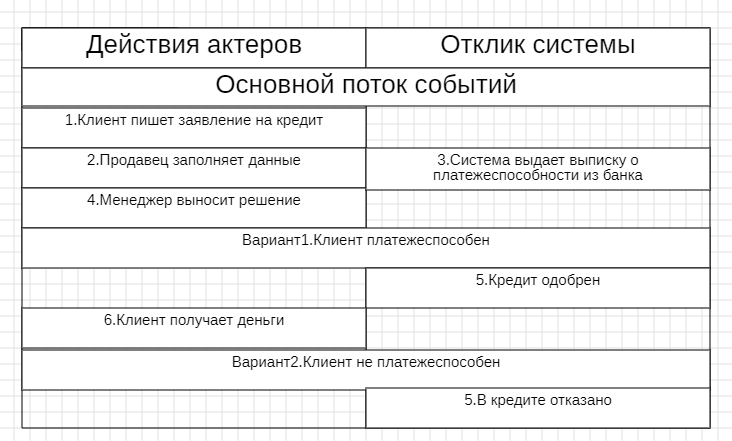 Действия актеров
Отклик системы
Основной поток событий
1.Клиент пишет заявление на кредит
2.Продавец заполняет данные
3.Система выдает выписку о
платежеспособности из банка
4.Менеджер выносит решение
Вариант1.Клиент платежеспособен
5.Кредит одобрен
6.Клиент получает деньги
Вариант2.Клиент не платежеспособен
5.В кредите отказано